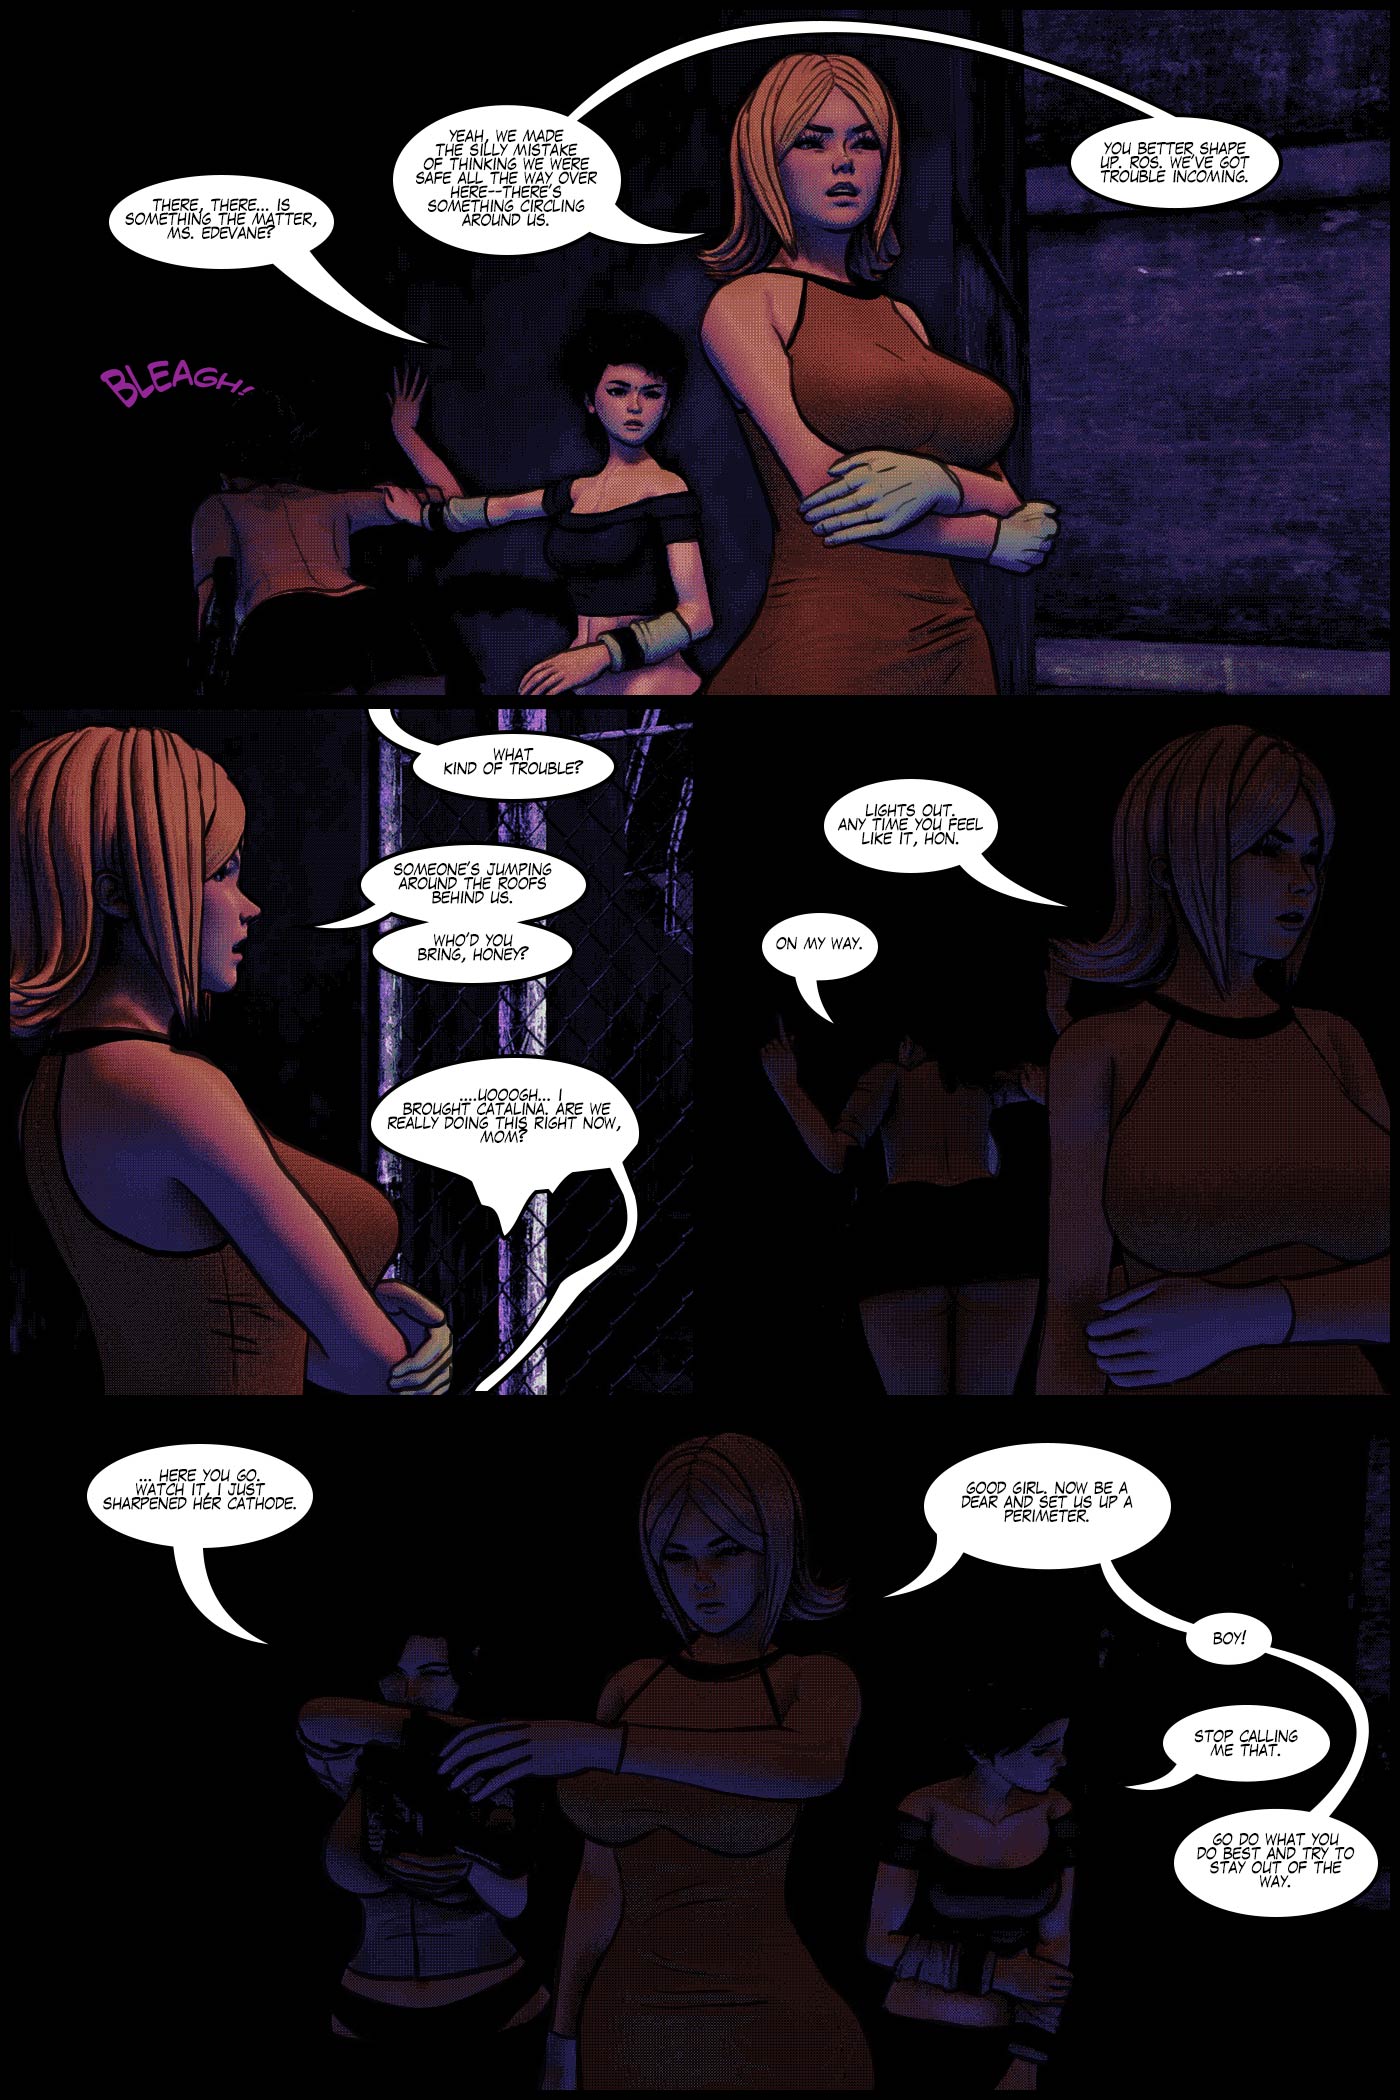 THERE, THERE... IS
SOMETHING THE MATTER,
MS. EDEVANE?
YEAH, WE MADE
THE SILLY MISTAKE
OF THINKING WE WERE
SAFE ALL THE WAY OVER
HERE--THERE'S
SOMETHING CIRCLING
AROUND US.
YOU BETTER SHAPE
UP, ROS. WE'VE GOT
TROUBLE INCOMING.
BLEAGH!
WHAT
KIND OF TROUBLE?
SOMEONE'S JUMPING
AROUND THE ROOFS
BEHIND US.
WHO'D YOU
BRING, HONEY?
....UOOOGH... I
BROUGHT CATALINA. ARE WE
REALLY DOING THIS RIGHT NOW,
MOM?
LIGHTS OUT.
ANY TIME YOU FEEL
LIKE IT, HON.
ON MY WAY.
... HERE YOU GO.
WATCH IT, I JUST
SHARPENED HER CATHODE.
GOOD GIRL. NOW BE A
DEAR AND SET US UP A
PERIMETER.
BOY!
STOP CALLING
ME THAT.
GO DO WHAT YOU
DO BEST AND TRY TO
STAY OUT OF THE
WAY.